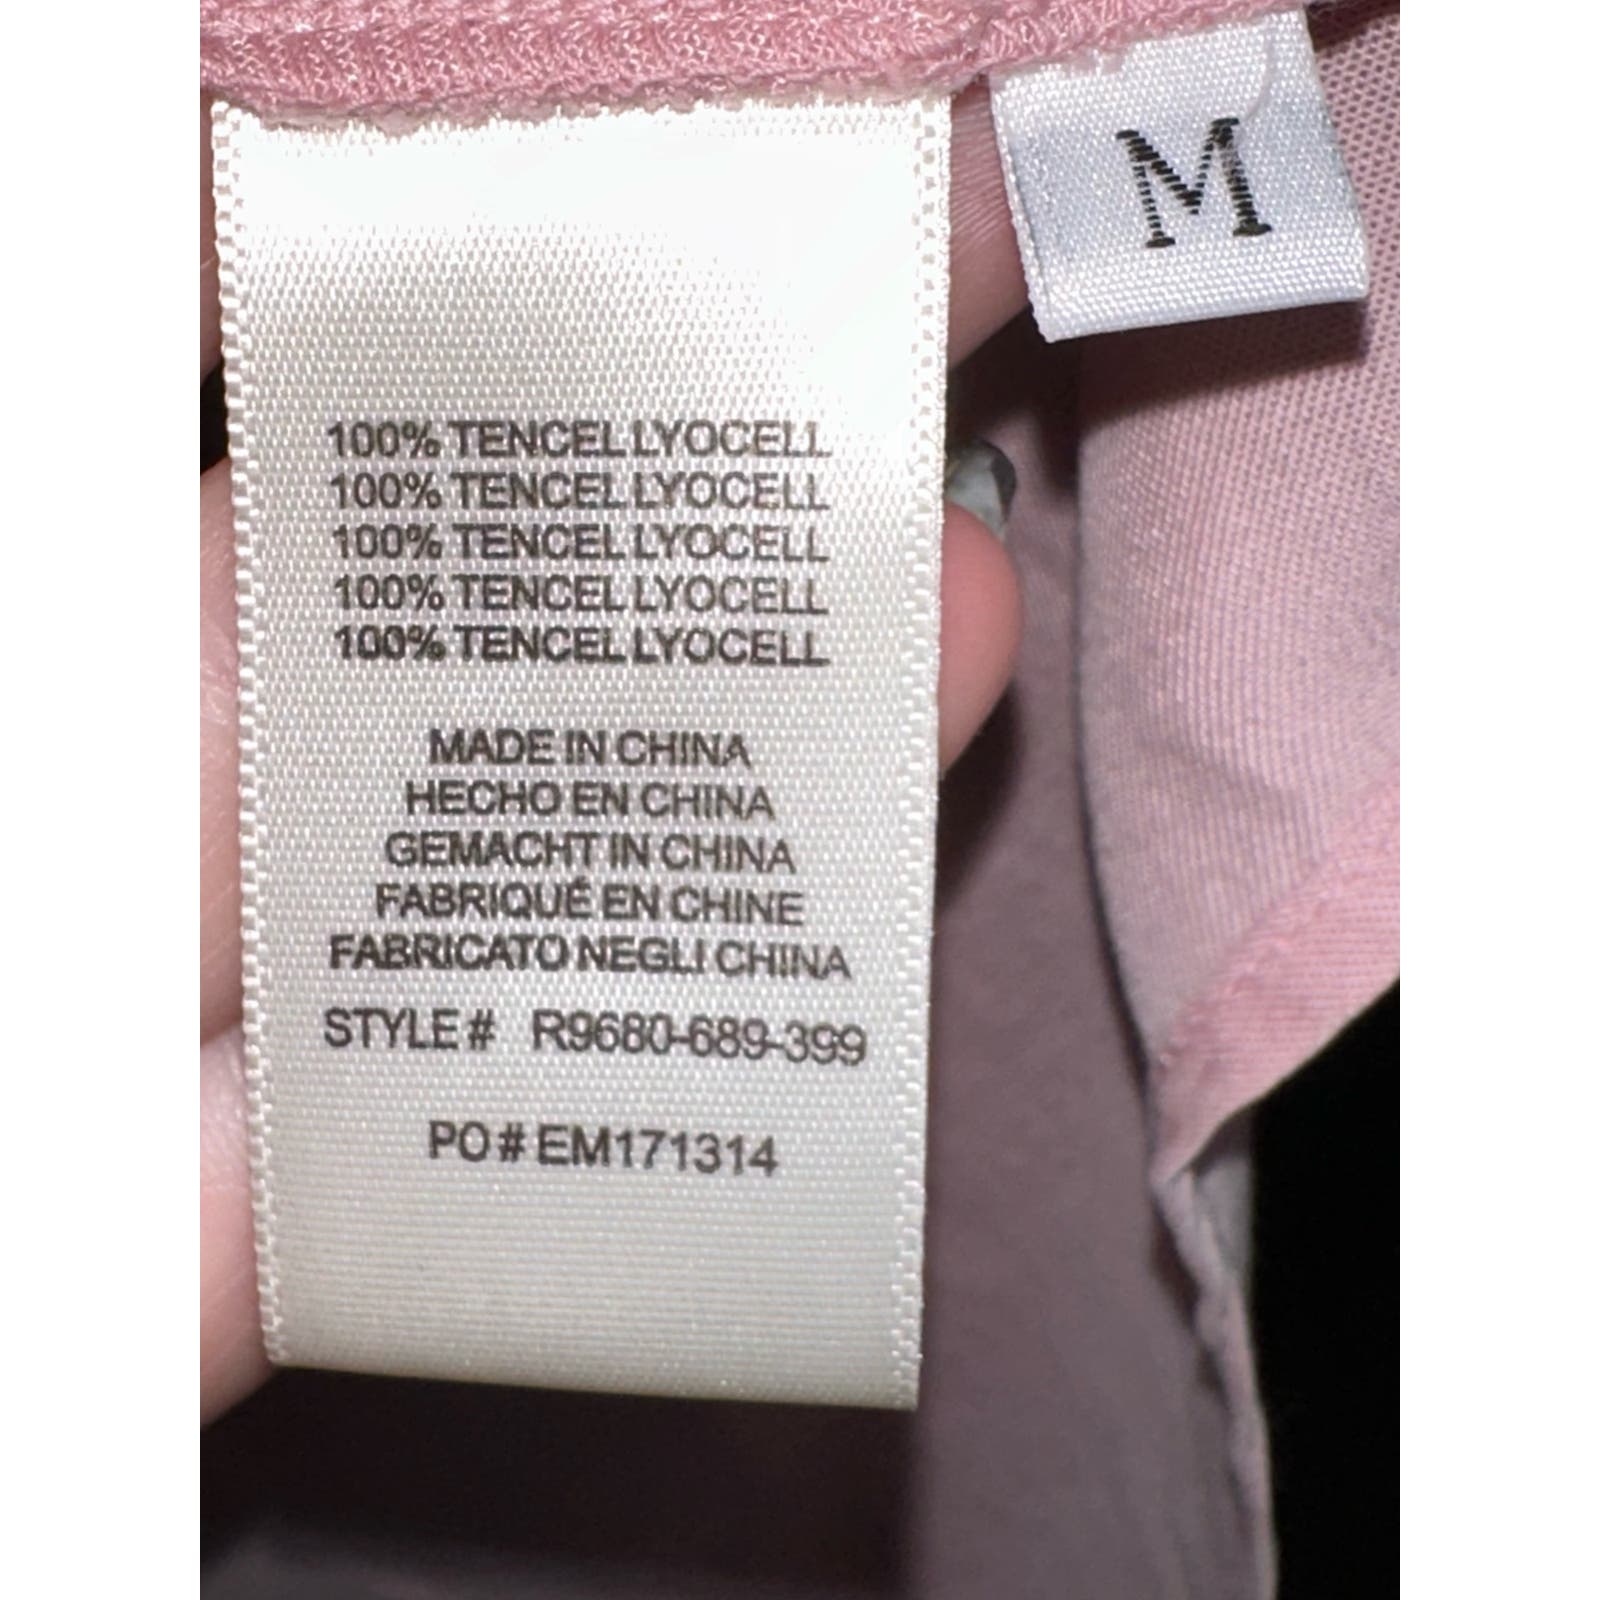 M
100% TENCEL LYOCELL
100% TENCEL LYOCELL
100% TENCEL LYOCELL
100% TENCEL LYOCELL
100% TENCEL LYOCELL
MADE IN CHINA
HECHO EN CHINA
GEMACHT IN CHINA
FABRIQUÉ EN CHINE
FABRICATO NEGLI CHINA
STYLE # R9680-689-399
PO # EM171314